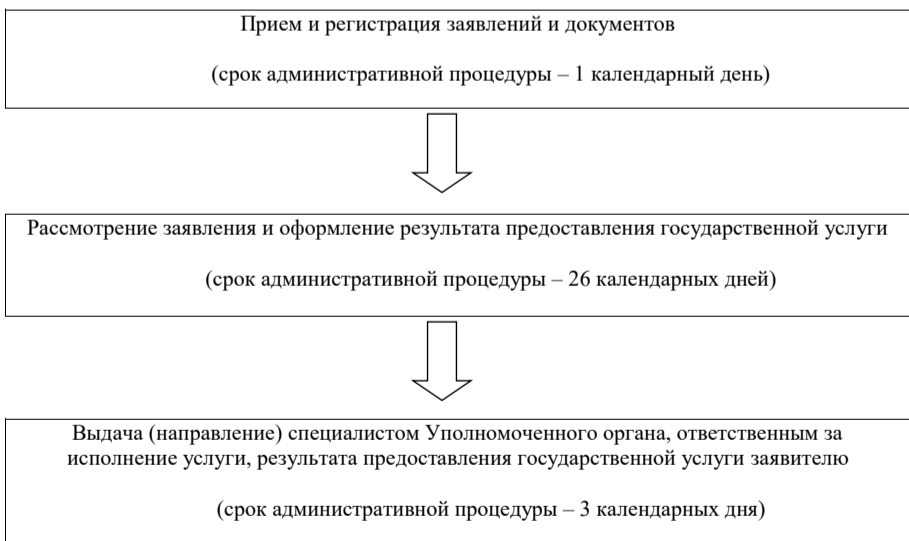 Прием и регистрация заявлений и документов
(срок административной процедуры – 1 календарный день)
Рассмотрение заявления и оформление результата предоставления государственной услуги
(срок административной процедуры – 26 календарных дней)
Выдача (направление) специалистом Уполномоченного органа, ответственным за
исполнение услуги, результата предоставления государственной услуги заявителю
(срок административной процедуры – 3 календарных дня)